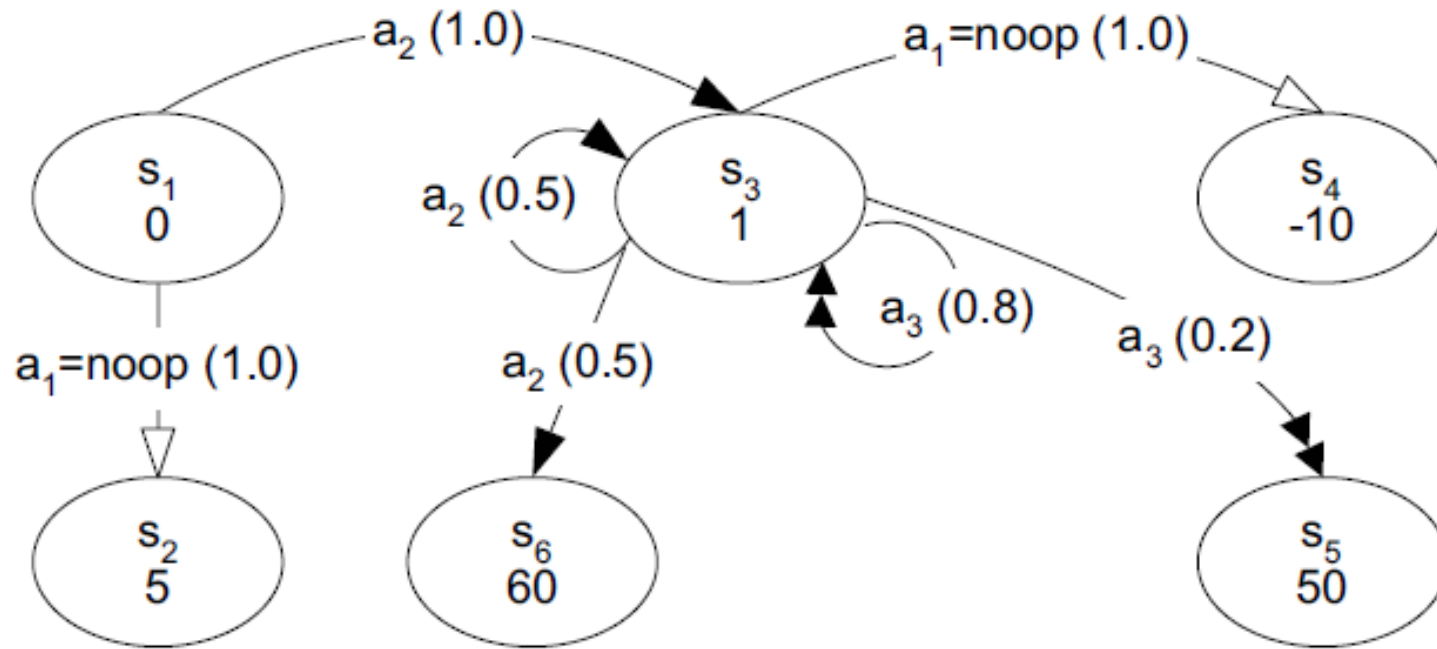 a₂ (1.0)
a₁=noop (1.0)
s₁
0
a₂ (0.5)
s₃
1
s₄
-10
a₃ (0.8)
a₃ (0.2)
a₁=noop (1.0)
a₂ (0.5)
s₂
5
s₆
60
s₅
50